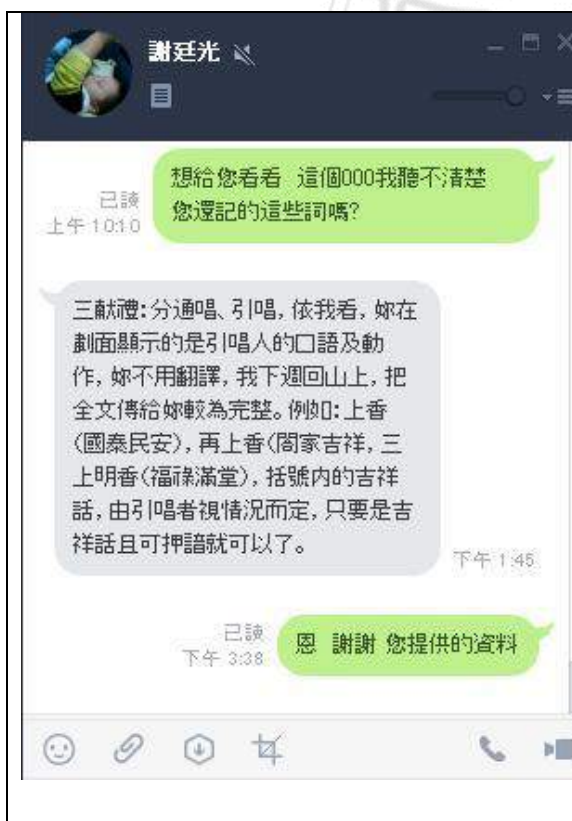 謝廷光
想給您看看 這個000我聽不清楚
您還記的這些詞嗎?
已讀
上午 10:10
三献禮:分通唱、引唱,依我看,妳在
劃面顯示的是引唱人的口語及動
作,妳不用翻譯,我下週回山上,把
全文傳給妳較為完整。例如:上香
(國泰民安),再上香(閤家吉祥,三
上明香(福祿滿堂),括號內的吉祥
話,由引唱者視情況而定,只要是吉
祥話且可押諳就可以了。
下午 1:45
已讀
下午 3:38
恩 謝謝 您提供的資料